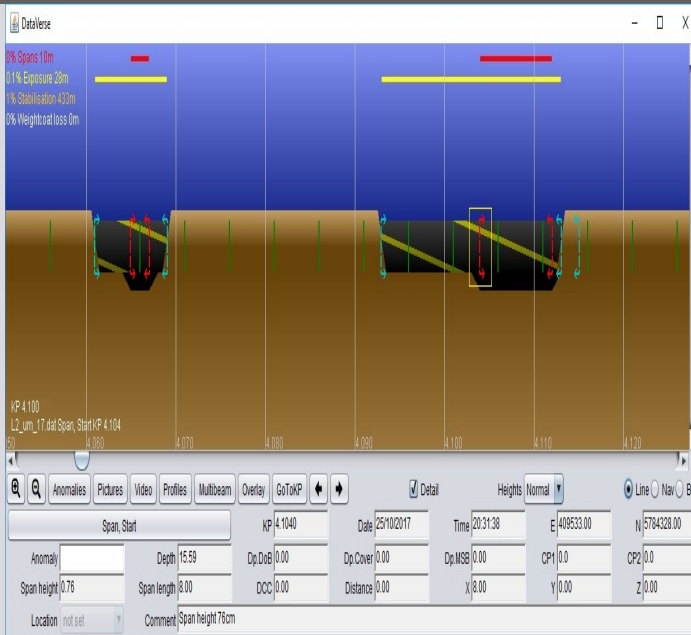 DataVerse
0% Spans 10m
0.1% Exposure 28m
1% Stabilisation 433m
0% Weightcoat loss 0m
KP 4.100
L2_um_17.dat Span, Start KP 4.104
50 4.060 4.070 4.080 4.090 4.100 4.110 4.120
Anomalies Pictures Video Profiles Multibeam Overlay GoToKP Detail Heights Normal Line Nav B
Span, Start KP 4.1040 Date 25/10/2017 Time 20:31:38 E 409533.00 N 5784328.00
Anomaly Depth 15.59 Dp.DoB 0.00 Dp.Cover 0.00 Dp.MSB 0.00 CP1 0.0 CP2 0.0
Span height 0.76 Span length 8.00 DCC 0.00 Distance 0.00 X 8.00 Y 0.00 Z 0.00
Location not set Comment Span height 76cm